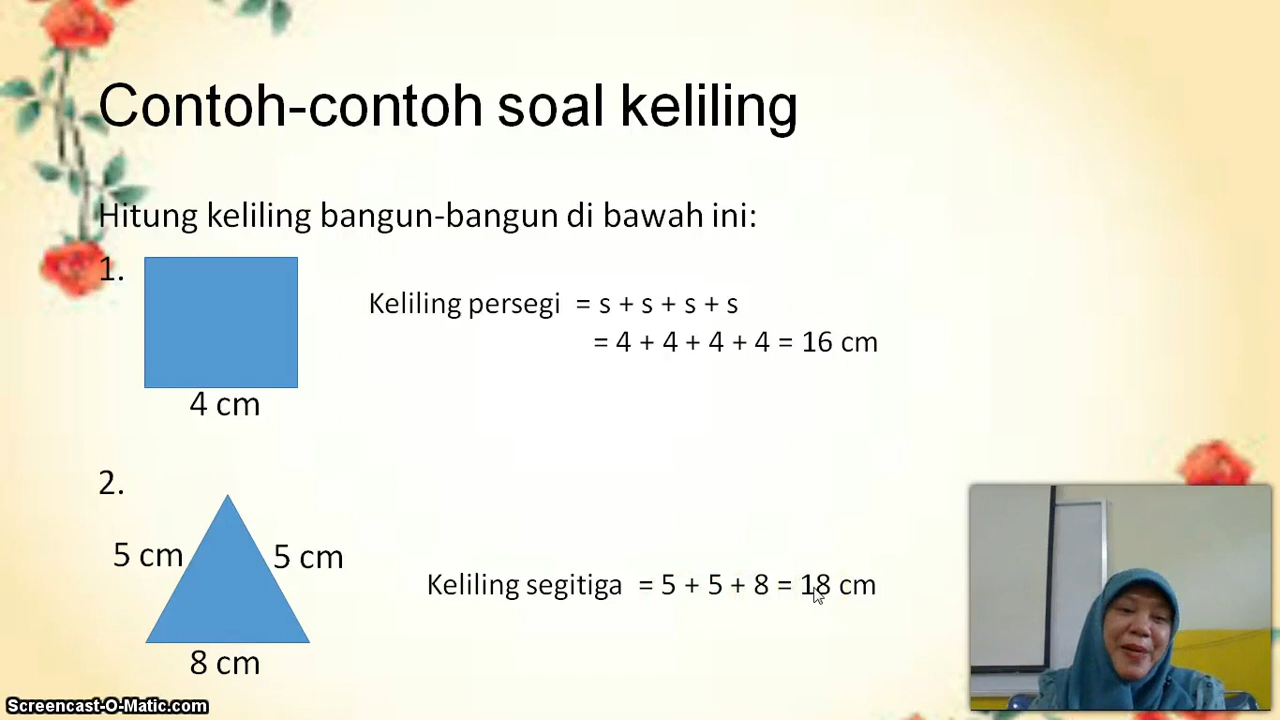 Contoh-contoh soal keliling
Hitung keliling bangun-bangun di bawah ini:
1.
Keliling persegi = s + s + s + s
= 4 + 4 + 4 + 4 = 16 cm
4 cm
2.
5 cm
5 cm
Keliling segitiga = 5 + 5 + 8 = 18 cm
8 cm
Screencast-O-Matic.com